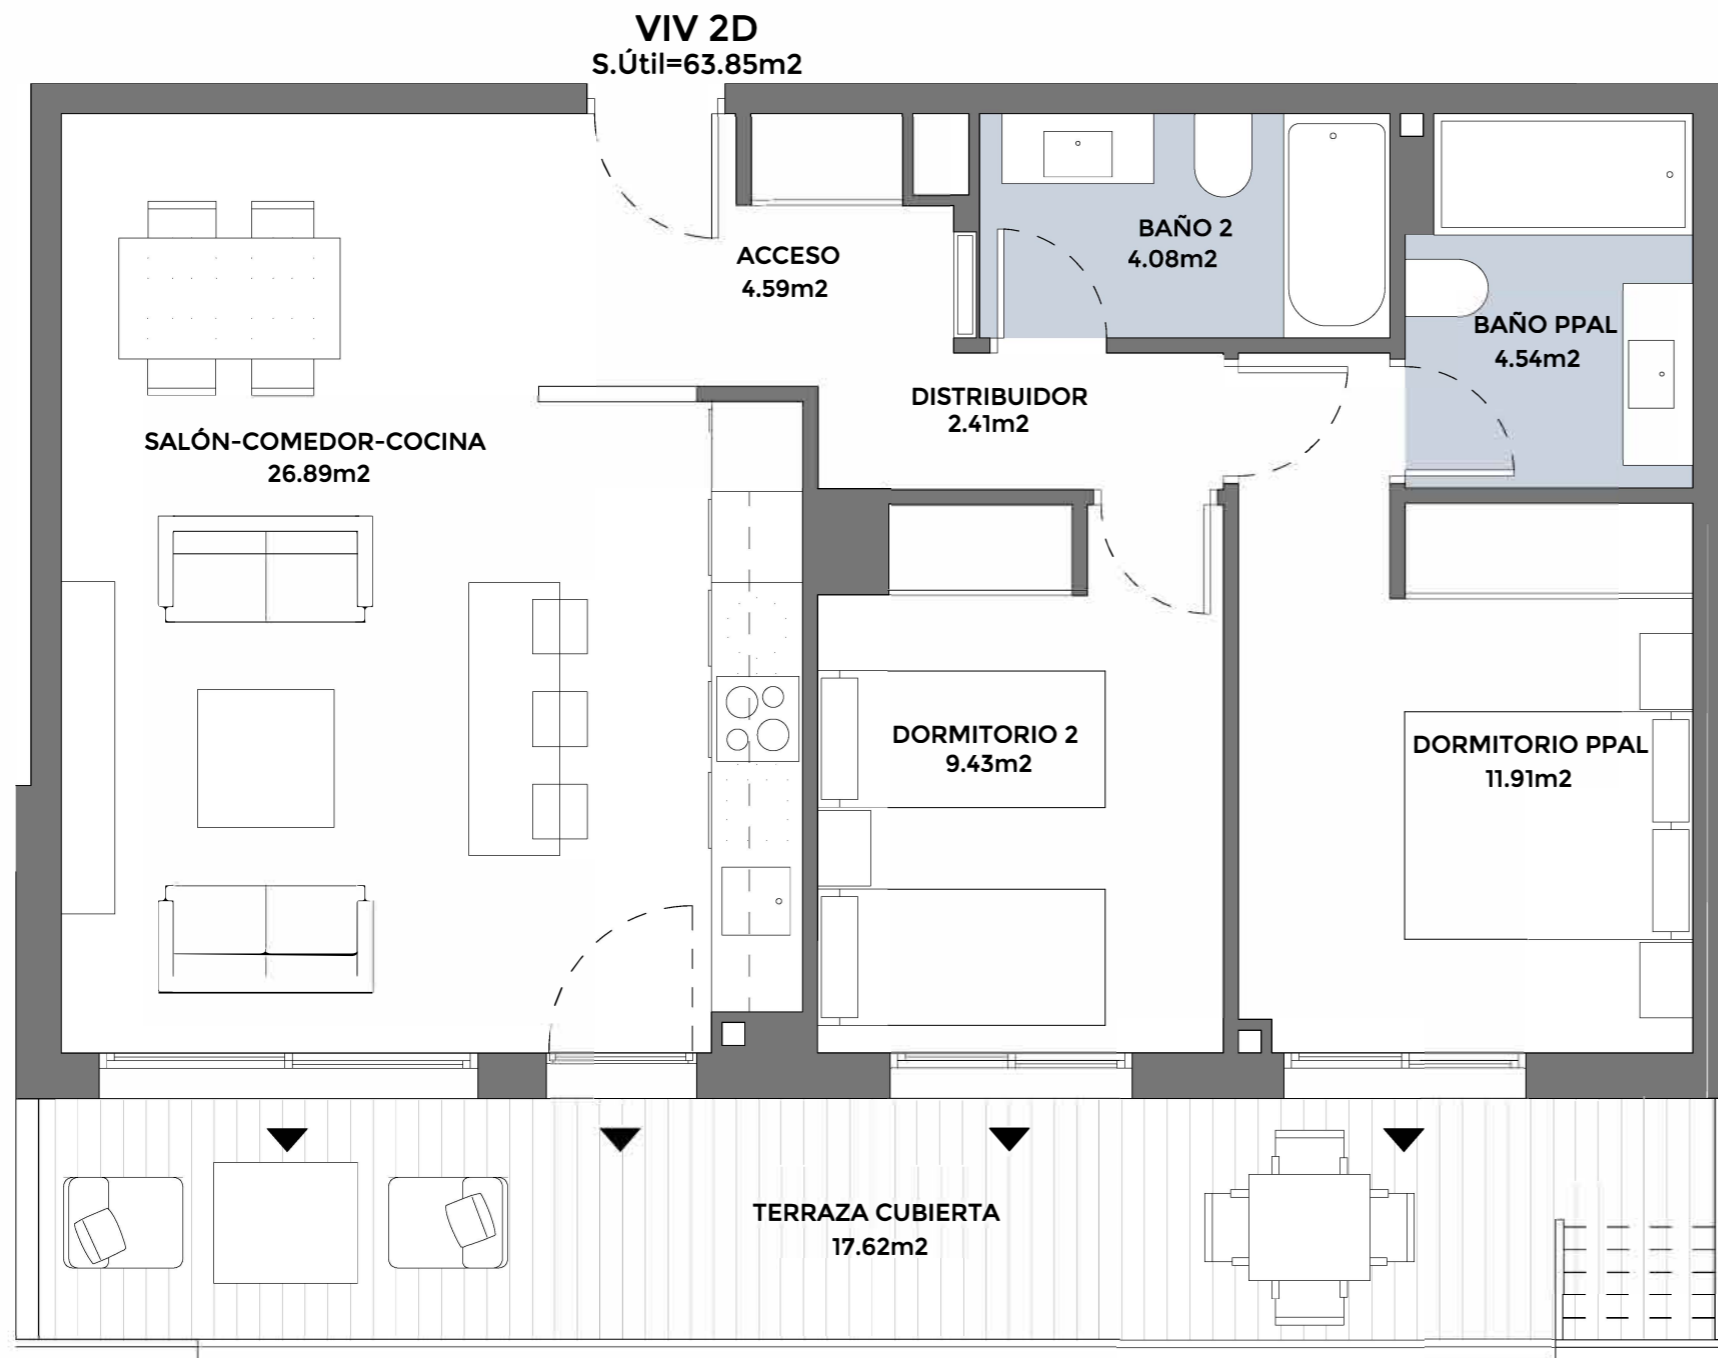 VIV 2D
S.Útil=63.85m2
ACCESO
4.59m2
BAÑO 2
4.08m2
BAÑO PPAL
4.54m2
DISTRIBUIDOR
2.41m2
SALÓN-COMEDOR-COCINA
26.89m2
DORMITORIO 2
9.43m2
DORMITORIO PPAL
11.91m2
TERRAZA CUBIERTA
17.62m2